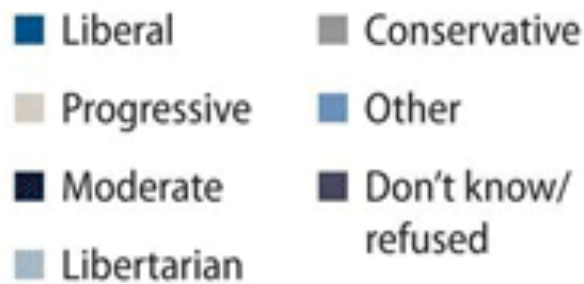 Liberal
Progressive
Moderate
Libertarian
Conservative
Other
Don't know/
refused